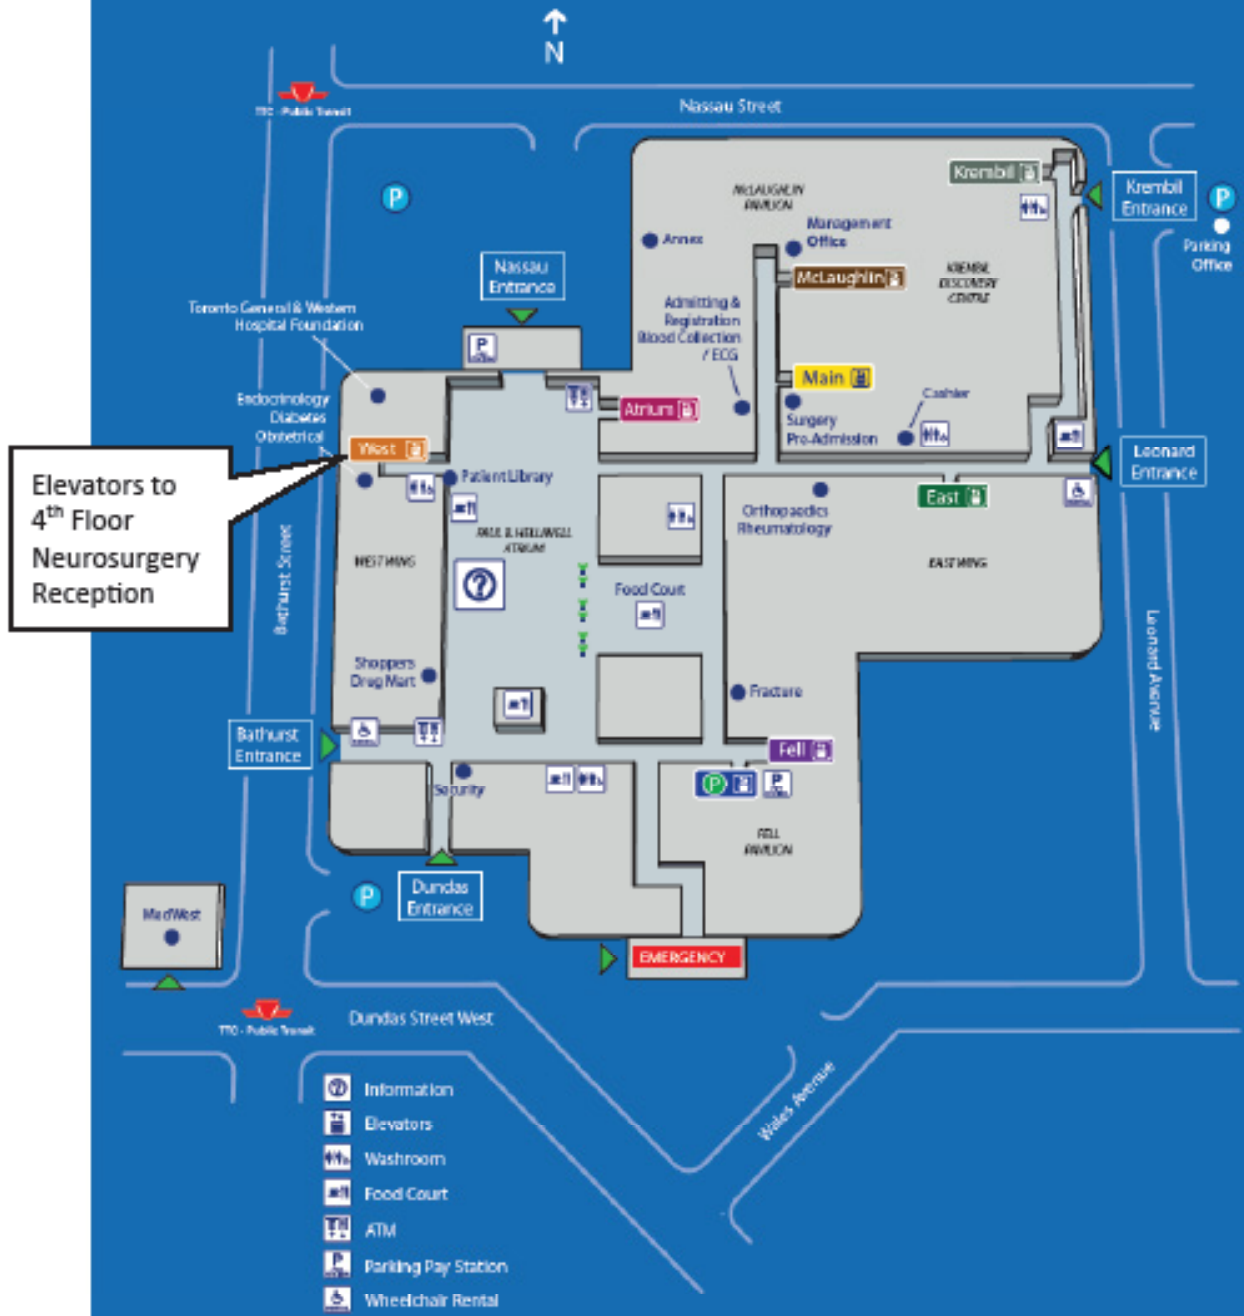 N
TTC - Public Transit
Nassau Street
Krembil
Krembil
Entrance
P
P
Parking
Office
MCLAUGHLIN
PAVILION
Annex
Management
Office
McLaughlin
KREMBIL
DISCOVERY
CENTRE
Nassau
Entrance
Toronto General & Western
Hospital Foundation
Admitting &
Registration
Blood Collection
/ ECG
P
Main
Endocrinology
Diabetes
Obstetrical
Atrium
Cashier
Surgery
Pre-Admission
West
Leonard
Entrance
Elevators to
4th Floor
Neurosurgery
Reception
Patient Library
East
Orthopaedics
Rheumatology
PAUL B. HELLIWELL
ATRIUM
WEST WING
EAST WING
Bathurst Street
?
Food Court
Leonard Avenue
Shoppers
Drug Mart
Fracture
Bathurst
Entrance
Fell
P
P
Security
FELL
PAVILION
P
Dundas
Entrance
MedWest
EMERGENCY
TTC - Public Transit
Dundas Street West
Wales Avenue
? Information
Elevators
Washroom
Food Court
ATM
P Parking Pay Station
Wheelchair Rental